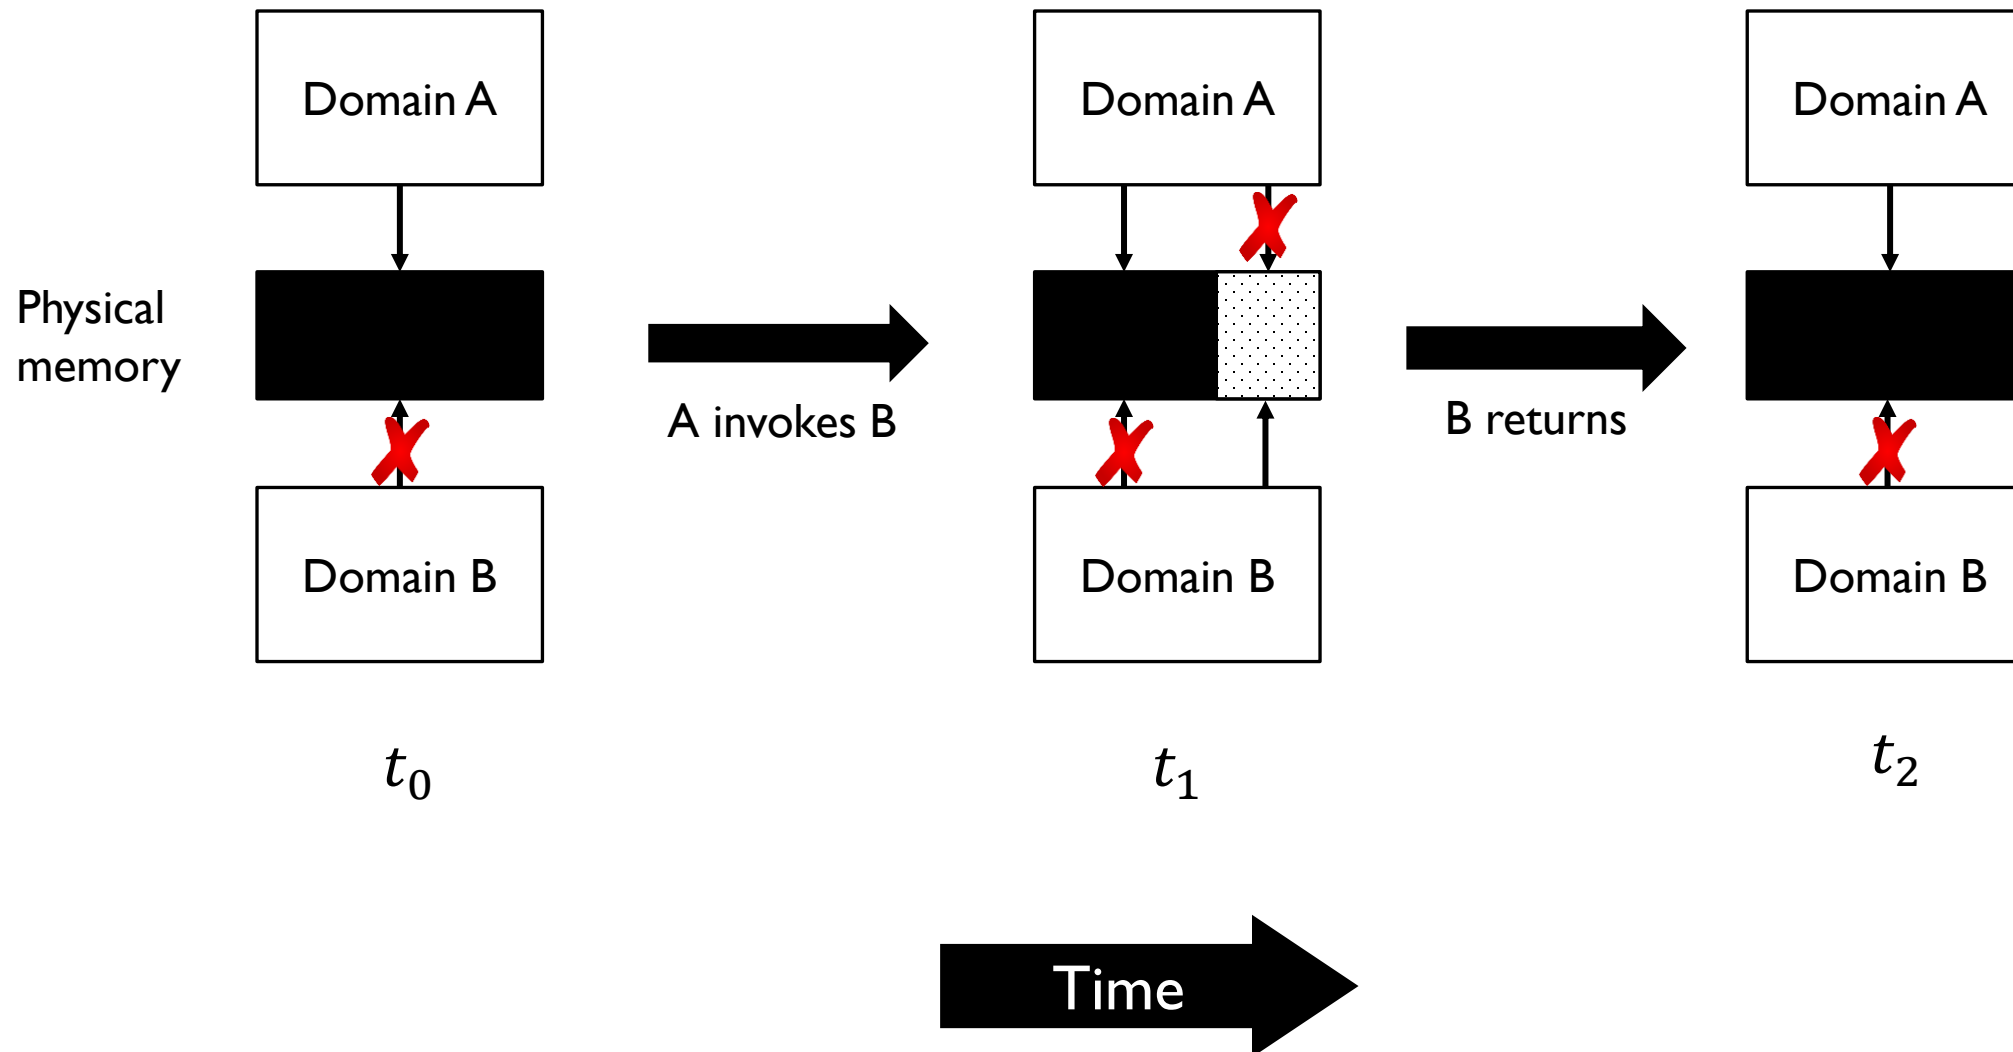 Domain A
Domain A
Domain A
Physical
memory
A invokes B
B returns
Domain B
Domain B
Domain B
t₀
t₁
t₂
Time